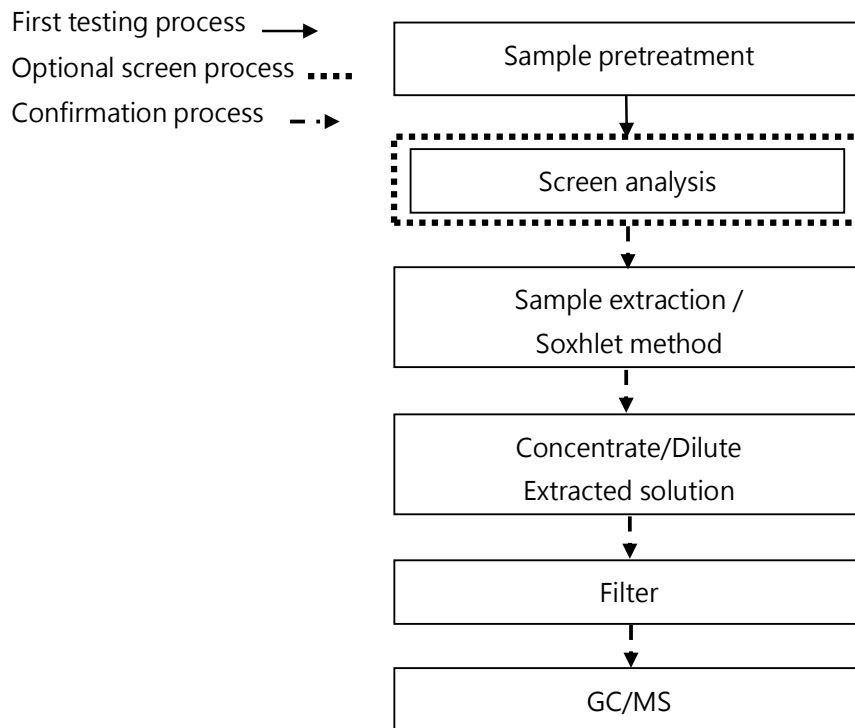 First testing process
Optional screen process
Confirmation process
Sample pretreatment
Screen analysis
Sample extraction /
Soxhlet method
Concentrate/Dilute
Extracted solution
Filter
GC/MS